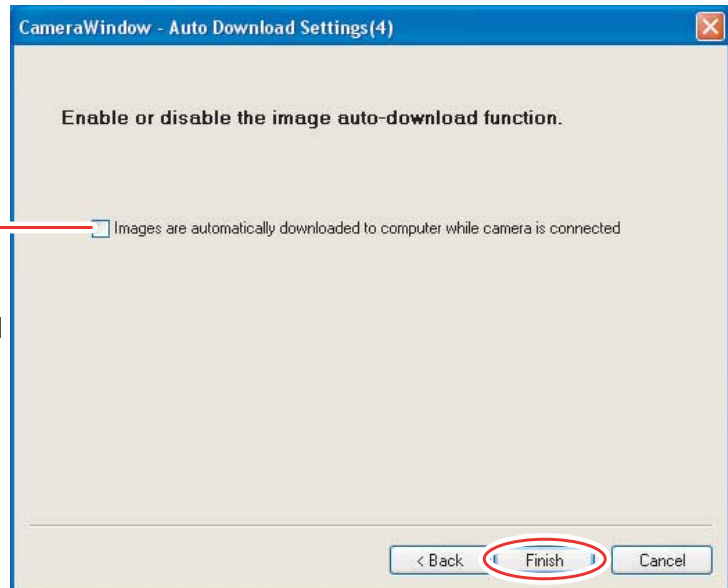 CameraWindow - Auto Download Settings(4)
Enable or disable the image auto-download function.
Images are automatically downloaded to computer while camera is connected
< Back
Finish
Cancel